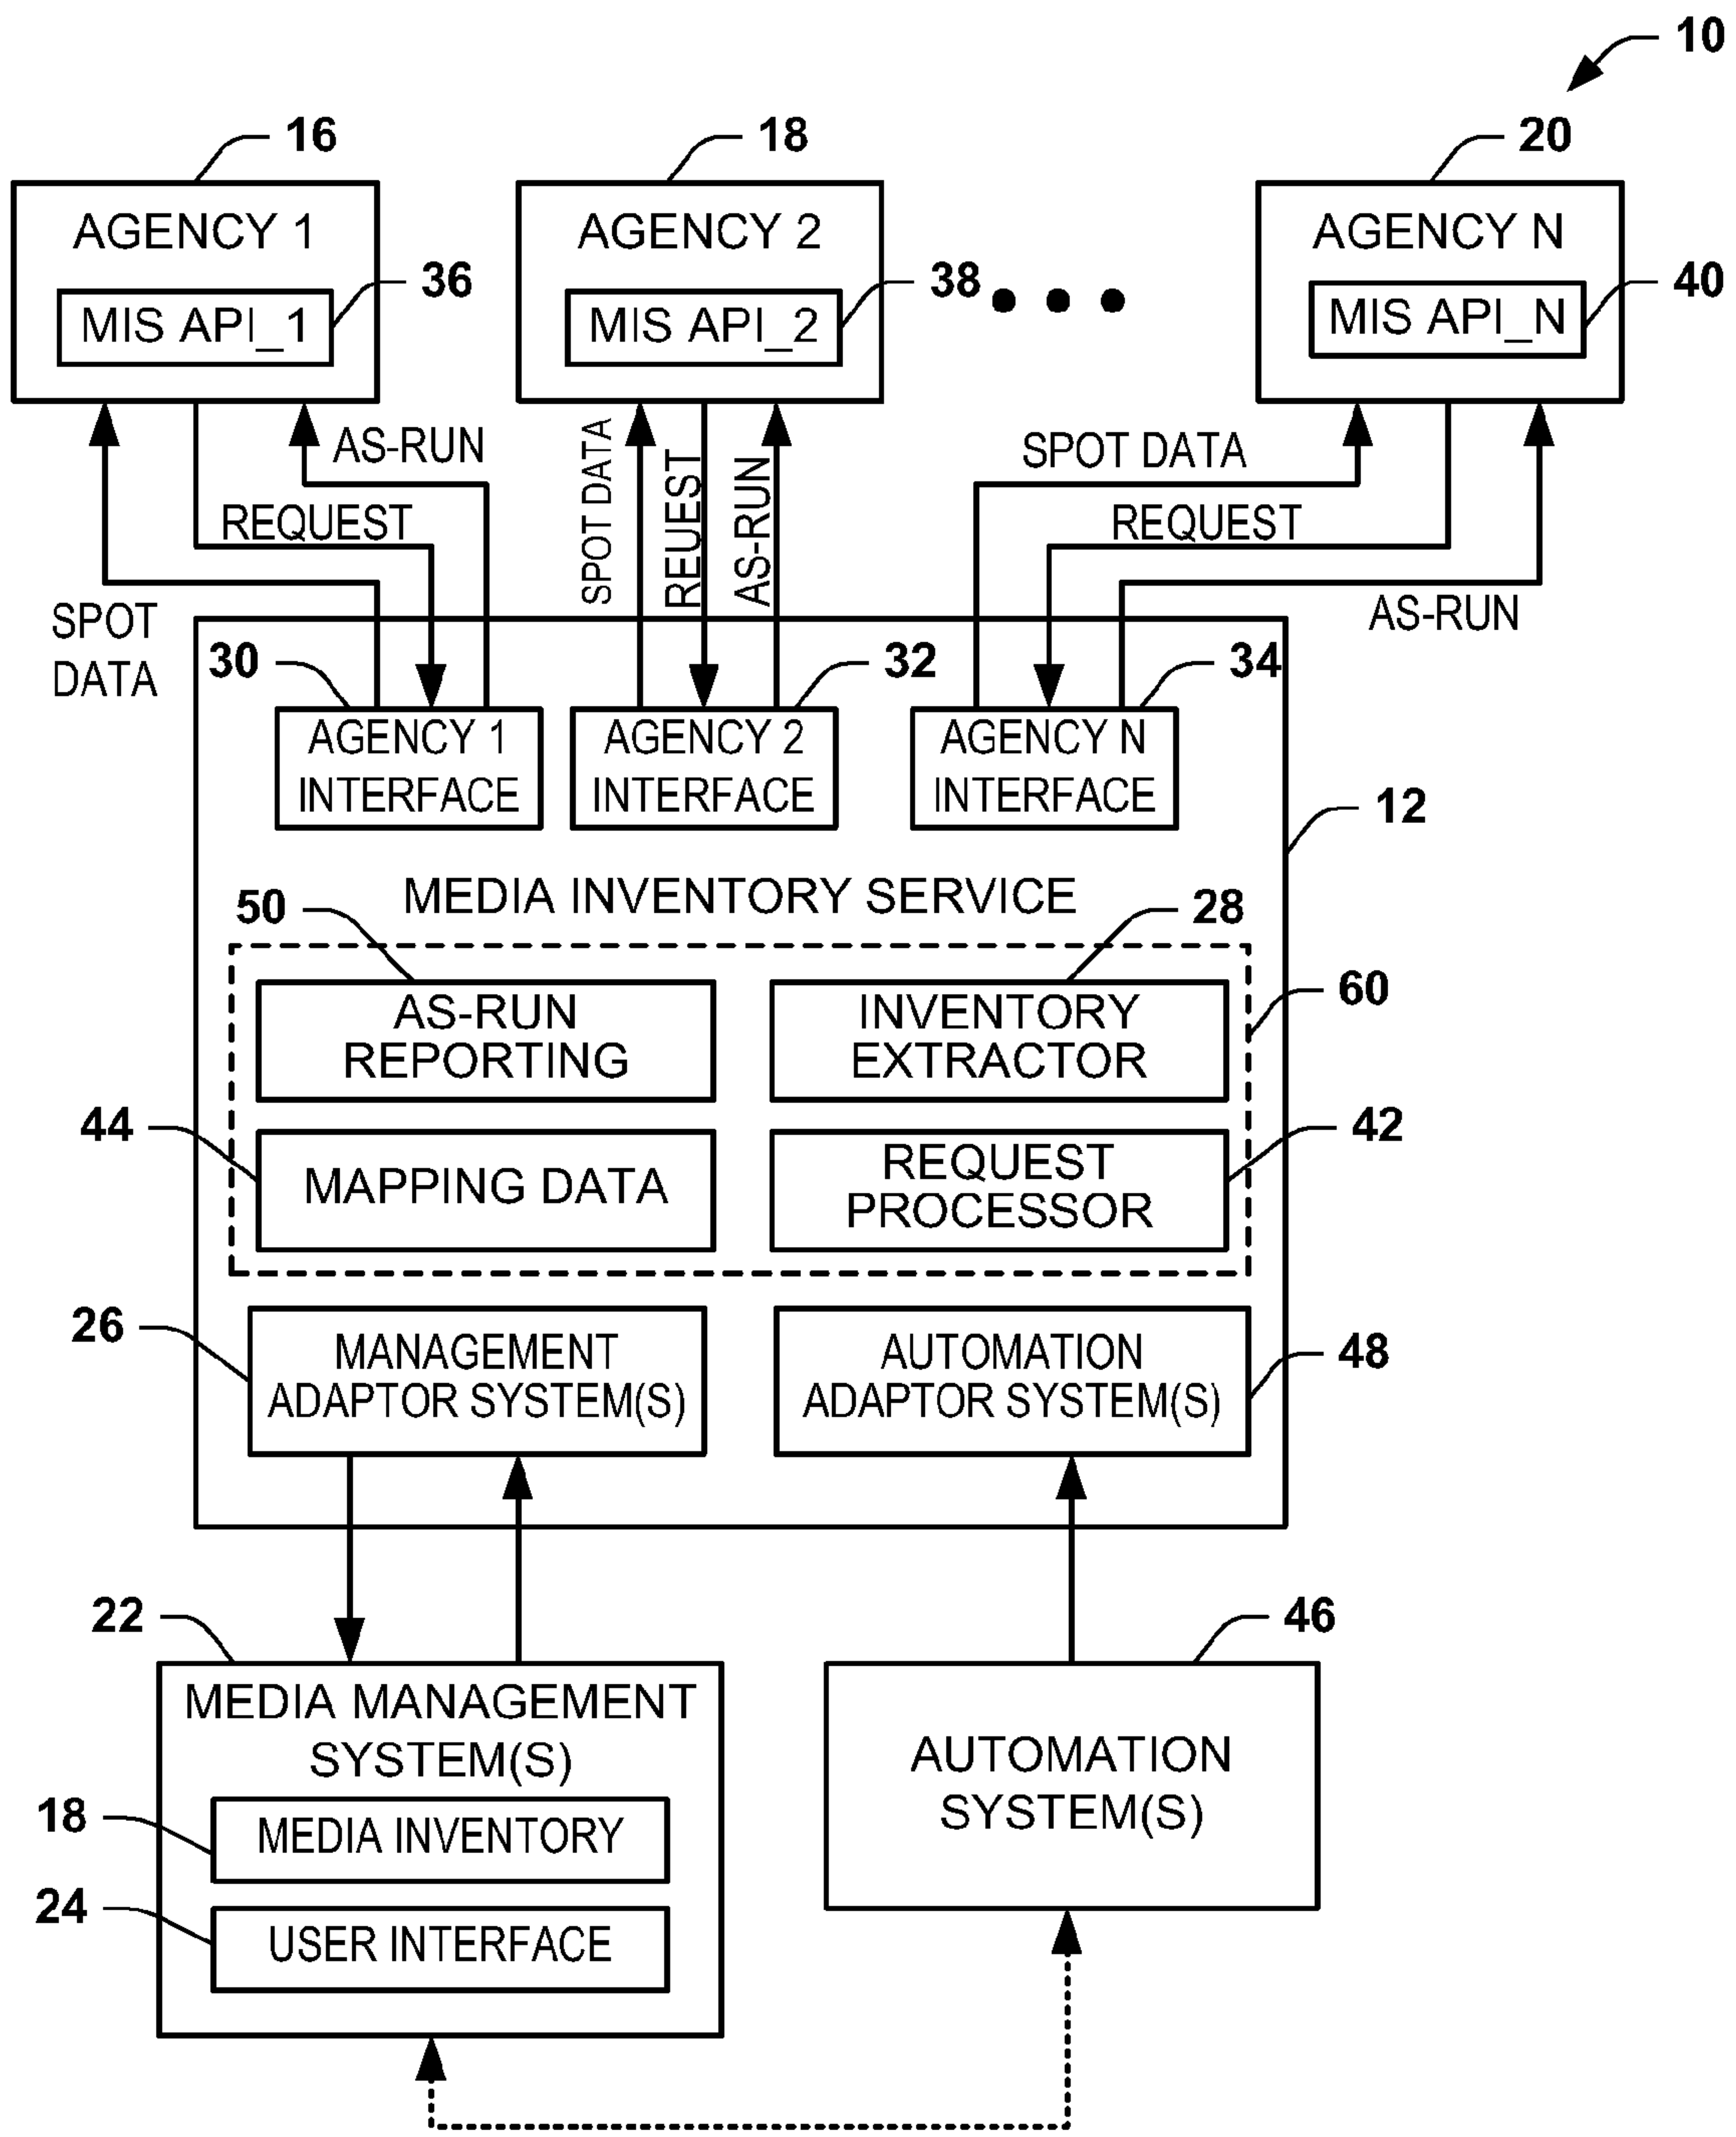 10
16
18
20
AGENCY 1
AGENCY 2
AGENCY N
36
38
40
MIS API_1
MIS API_2
MIS API_N
AS-RUN
REQUEST
SPOT
DATA
SPOT DATA
REUEST
AS-RUN
SPOT DATA
REQUEST
AS-RUN
30
32
34
AGENCY 1
INTERFACE
AGENCY 2
INTERFACE
AGENCY N
INTERFACE
12
MEDIA INVENTORY SERVICE
50
28
60
AS-RUN
REPORTING
INVENTORY
EXTRACTOR
44
42
MAPPING DATA
REQUEST
PROCESSOR
26
48
MANAGEMENT
ADAPTOR SYSTEM(S)
AUTOMATION
ADAPTOR SYSTEM(S)
22
46
MEDIA MANAGEMENT
SYSTEM(S)
AUTOMATION
SYSTEM(S)
18
MEDIA INVENTORY
24
USER INTERFACE